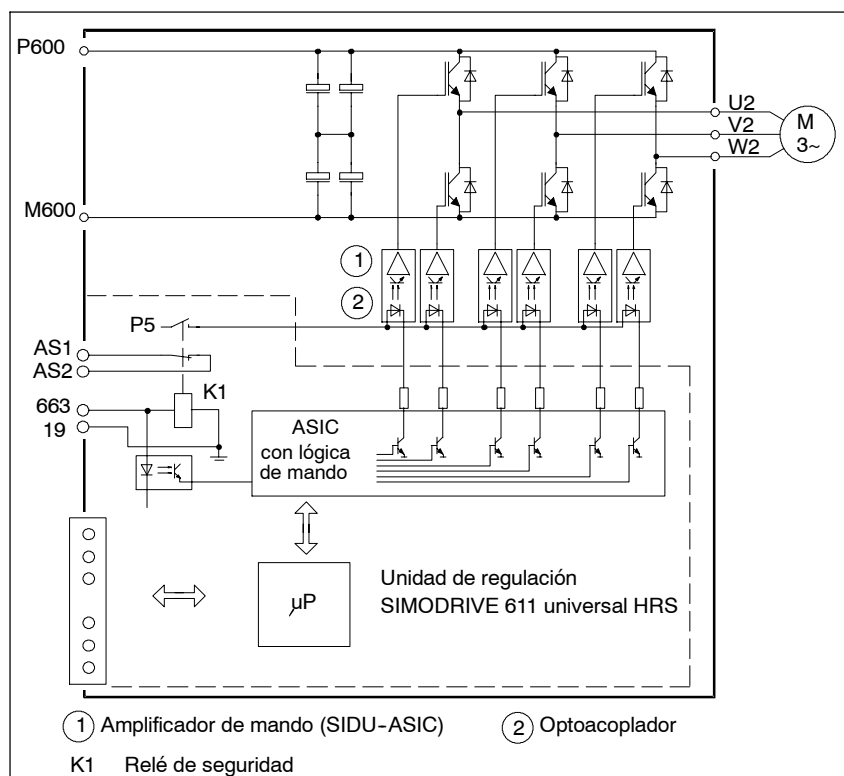 P600
U2
V2
W2
M
3~
M600
1
2
P5
AS1
AS2
K1
663
19
ASIC
con lógica
de mando
µP
Unidad de regulación
SIMODRIVE 611 universal HRS
1 Amplificador de mando (SIDU-ASIC)
2 Optoacoplador
K1 Relé de seguridad